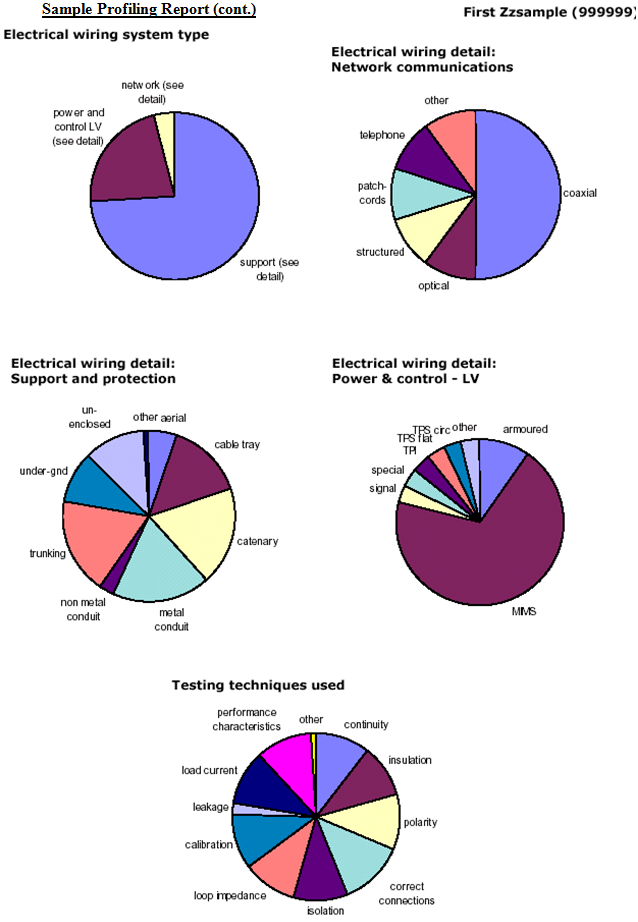 Sample Profiling Report (cont.)
First Zzsample (999999)
Electrical wiring system type
network (see
detail)
power and
control LV
(see detail)
support (see
detail)
Electrical wiring detail:
Network communications
other
telephone
patch-
cords
structured
optical
coaxial
Electrical wiring detail:
Support and protection
un-
enclosed
other
aerial
cable tray
under-gnd
catenary
trunking
non metal
conduit
metal
conduit
Electrical wiring detail:
Power & control - LV
TPS circ
other
armoured
TPS flat
TPI
special
signal
MIMS
Testing techniques used
performance
characteristics
other
continuity
insulation
load current
leakage
polarity
calibration
correct
connections
loop impedance
isolation